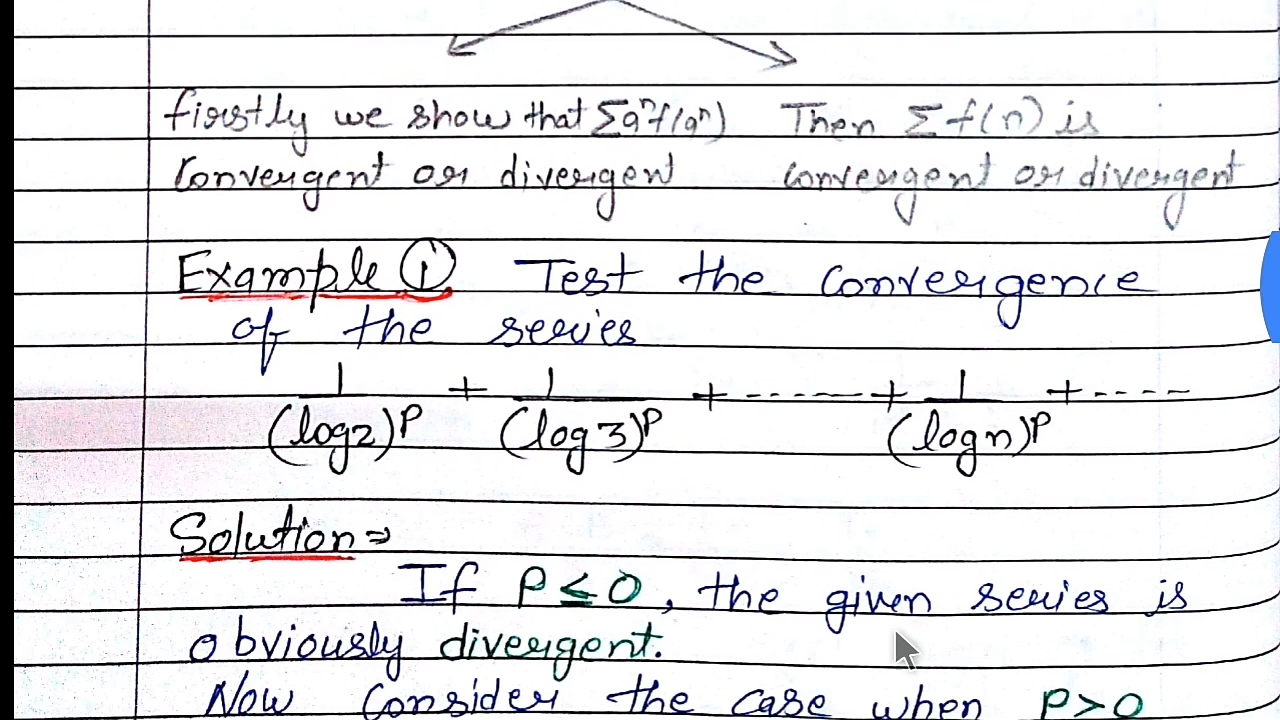 firstly we show that Σaⁿf(aⁿ) Then Σf(n) is
convergent or divergent convergent or divergent
Example ① Test the convergence
of the series
1/(log2)^P + 1/(log3)^P + ------ + 1/(logn)^P + ----
Solution ⇒
If P ≤ 0, the given series is
obviously divergent.
Now consider the case when P>0